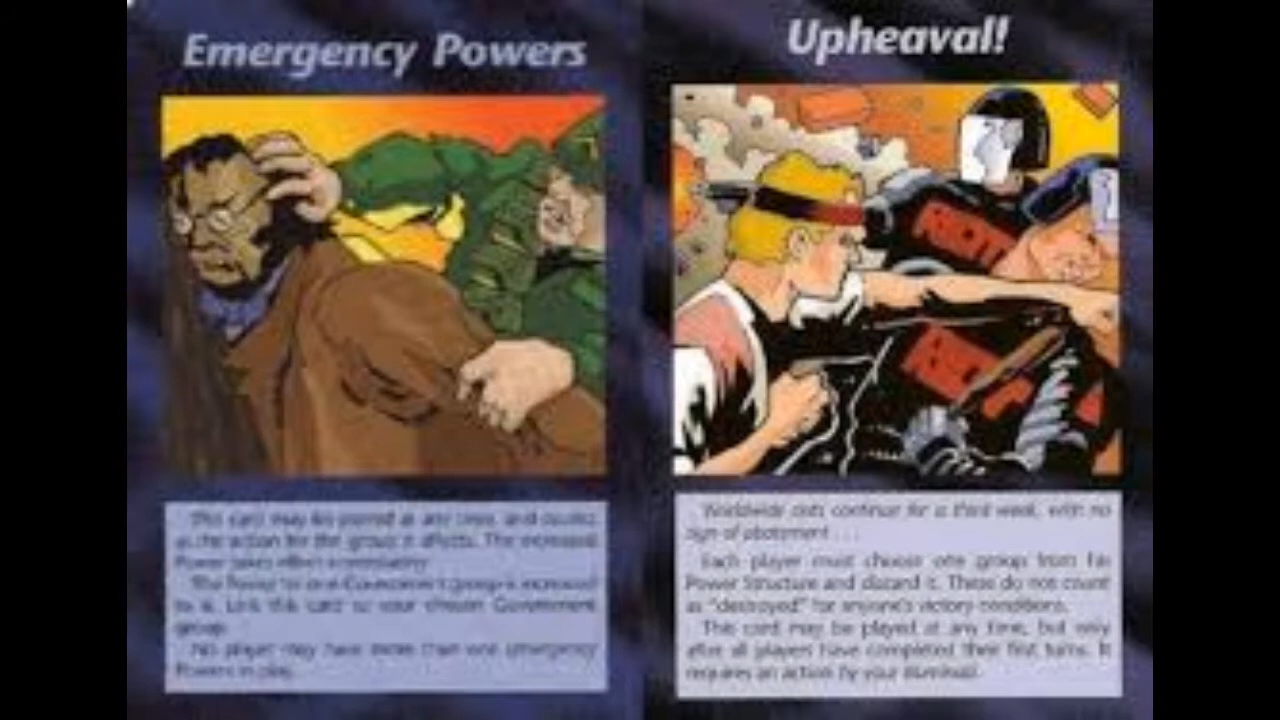 Emergency Powers
This card may be played at any time, and counts
as the action for the group it affects. The increased
Power takes effect immediately.
The Power of one Government group is increased
to 6. Link this card to your chosen Government
group.
No player may have more than one Emergency
Powers in play.
Upheaval!
Worldwide riots continue for a third week, with no
sign of abatement . . .
Each player must choose one group from his
Power Structure and discard it. These do not count
as "destroyed" for anyone's victory conditions.
This card may be played at any time, but only
after all players have completed their first turns. It
requires an action by your Illuminati.